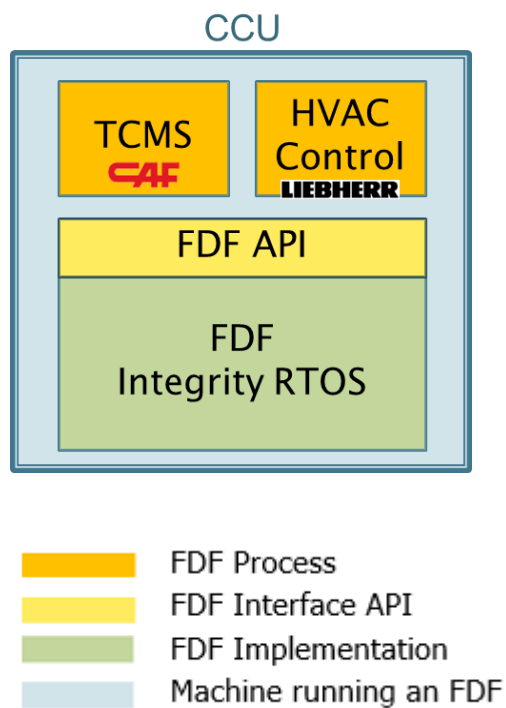 CCU
TCMS
CAF
HVAC
Control
LIEBHERR
FDF API
FDF
Integrity RTOS
FDF Process
FDF Interface API
FDF Implementation
Machine running an FDF